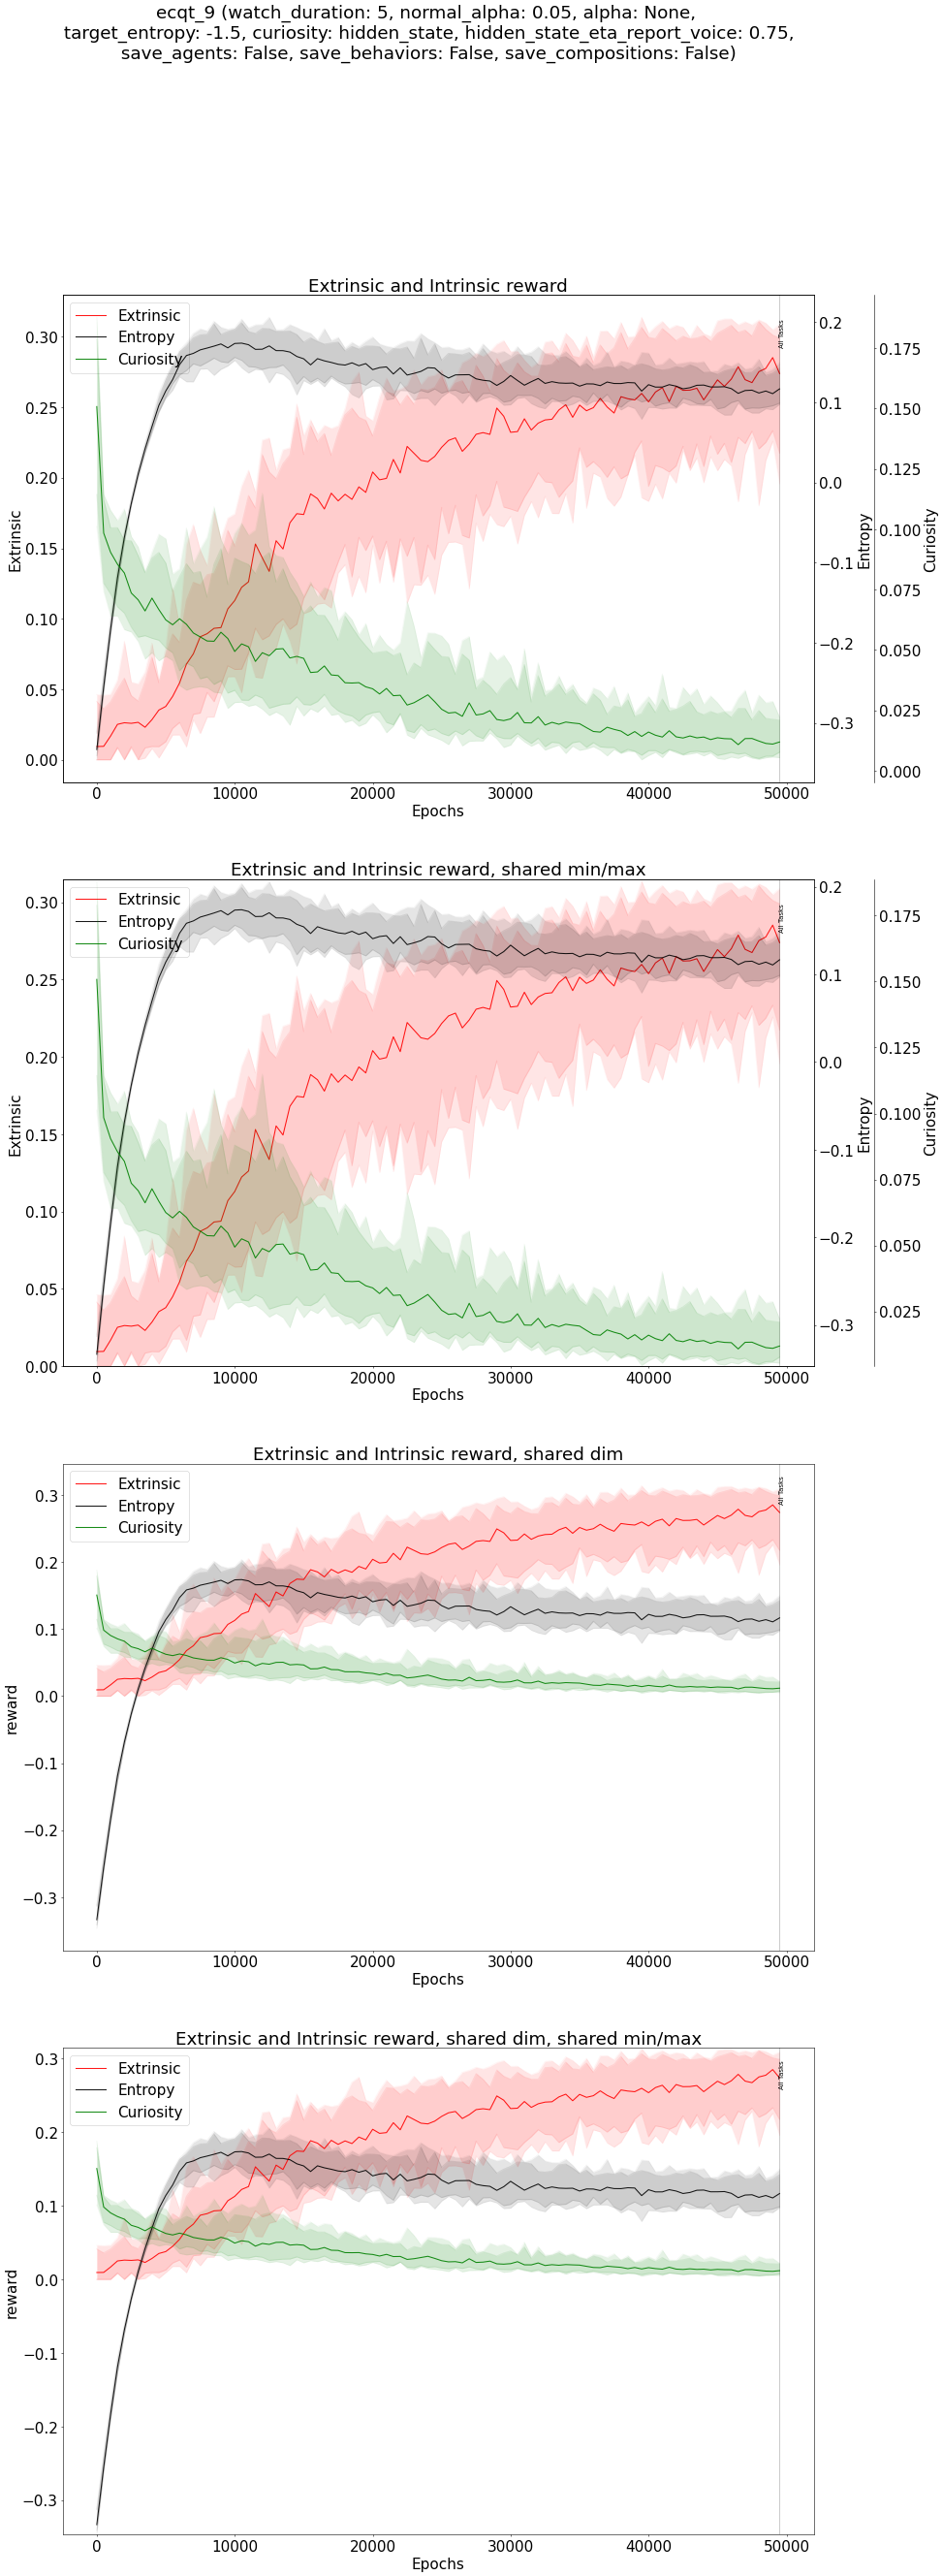 ecqt_9 (watch_duration: 5, normal_alpha: 0.05, alpha: None,
target_entropy: -1.5, curiosity: hidden_state, hidden_state_eta_report_voice: 0.75,
save_agents: False, save_behaviors: False, save_compositions: False)
Extrinsic and Intrinsic reward
Extrinsic
Entropy
Curiosity
All Tasks
0.30
0.25
0.20
0.15
0.10
0.05
0.00
Extrinsic
0.2
0.1
0.0
−0.1
−0.2
−0.3
Entropy
0.175
0.150
0.125
0.100
0.075
0.050
0.025
0.000
Curiosity
0 10000 20000 30000 40000 50000
Epochs
Extrinsic and Intrinsic reward, shared min/max
Extrinsic
Entropy
Curiosity
All Tasks
0.30
0.25
0.20
0.15
0.10
0.05
0.00
Extrinsic
0.2
0.1
0.0
−0.1
−0.2
−0.3
Entropy
0.175
0.150
0.125
0.100
0.075
0.050
0.025
Curiosity
0 10000 20000 30000 40000 50000
Epochs
Extrinsic and Intrinsic reward, shared dim
Extrinsic
Entropy
Curiosity
All Tasks
0.3
0.2
0.1
0.0
−0.1
−0.2
−0.3
reward
0 10000 20000 30000 40000 50000
Epochs
Extrinsic and Intrinsic reward, shared dim, shared min/max
Extrinsic
Entropy
Curiosity
All Tasks
0.3
0.2
0.1
0.0
−0.1
−0.2
−0.3
reward
0 10000 20000 30000 40000 50000
Epochs